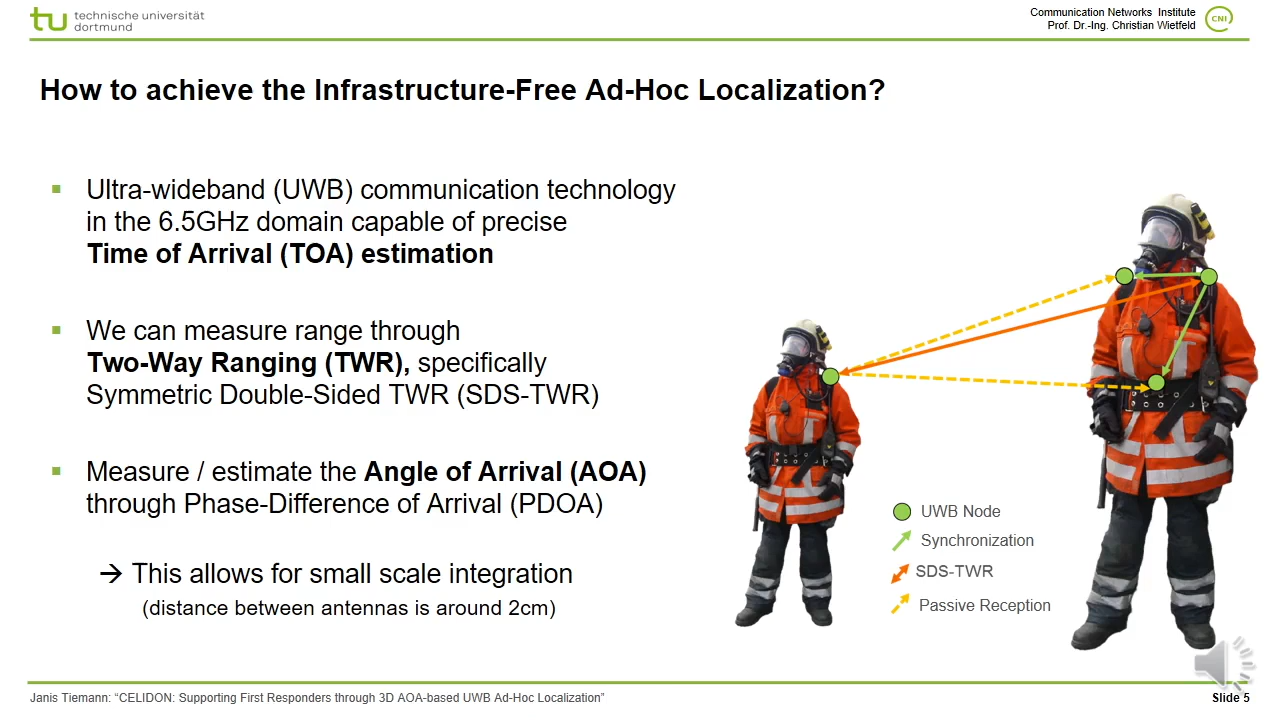 technische universität
dortmund
Communication Networks Institute
Prof. Dr.-Ing. Christian Wietfeld
CNI
How to achieve the Infrastructure-Free Ad-Hoc Localization?
Ultra-wideband (UWB) communication technology
in the 6.5GHz domain capable of precise
Time of Arrival (TOA) estimation
We can measure range through
Two-Way Ranging (TWR), specifically
Symmetric Double-Sided TWR (SDS-TWR)
Measure / estimate the Angle of Arrival (AOA)
through Phase-Difference of Arrival (PDOA)
→ This allows for small scale integration
(distance between antennas is around 2cm)
UWB Node
Synchronization
SDS-TWR
Passive Reception
Janis Tiemann: “CELIDON: Supporting First Responders through 3D AOA-based UWB Ad-Hoc Localization”
Slide 5